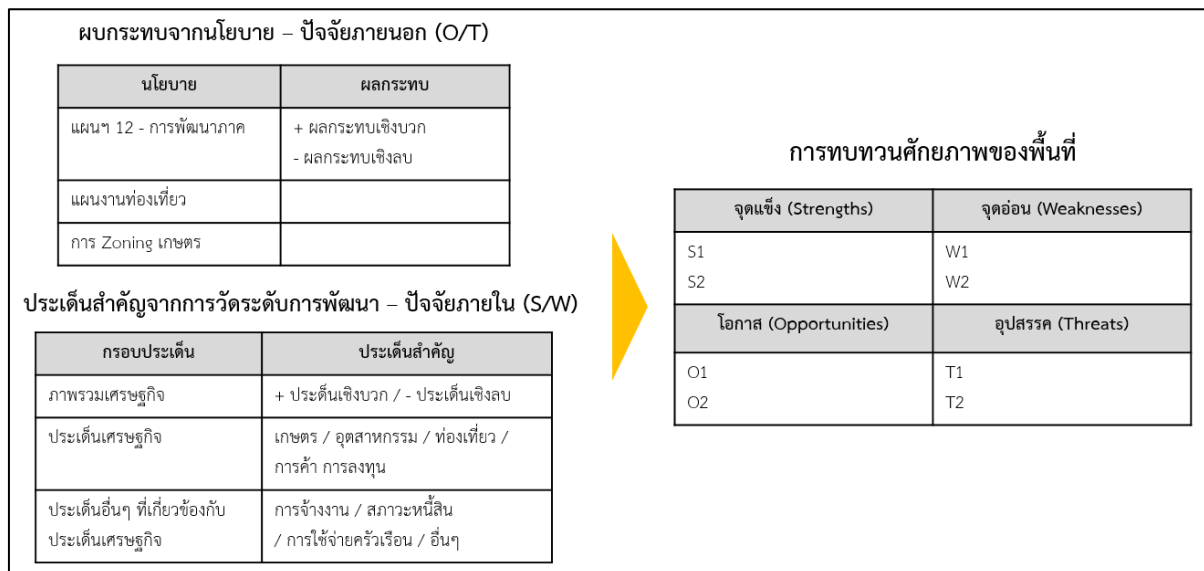 ผบกระทบจากนโยบาย – ปัจจัยภายนอก (O/T)
นโยบาย
ผลกระทบ
แผนฯ 12 - การพัฒนาภาค
+ ผลกระทบเชิงบวก
- ผลกระทบเชิงลบ
แผนงานท่องเที่ยว
การ Zoning เกษตร
ประเด็นสำคัญจากการวัดระดับการพัฒนา – ปัจจัยภายใน (S/W)
กรอบประเด็น
ประเด็นสำคัญ
ภาพรวมเศรษฐกิจ
+ ประด็นเชิงบวก / - ประเด็นเชิงลบ
ประเด็นเศรษฐกิจ
เกษตร / อุตสาหกรรม / ท่องเที่ยว /
การค้า การลงทุน
ประเด็นอื่นๆ ที่เกี่ยวข้องกับ
ประเด็นเศรษฐกิจ
การจ้างงาน / สภาวะหนี้สิน
/ การใช้จ่ายครัวเรือน / อื่นๆ
การทบทวนศักยภาพของพื้นที่
จุดแข็ง (Strengths)
จุดอ่อน (Weaknesses)
S1
S2
W1
W2
โอกาส (Opportunities)
อุปสรรค (Threats)
O1
O2
T1
T2